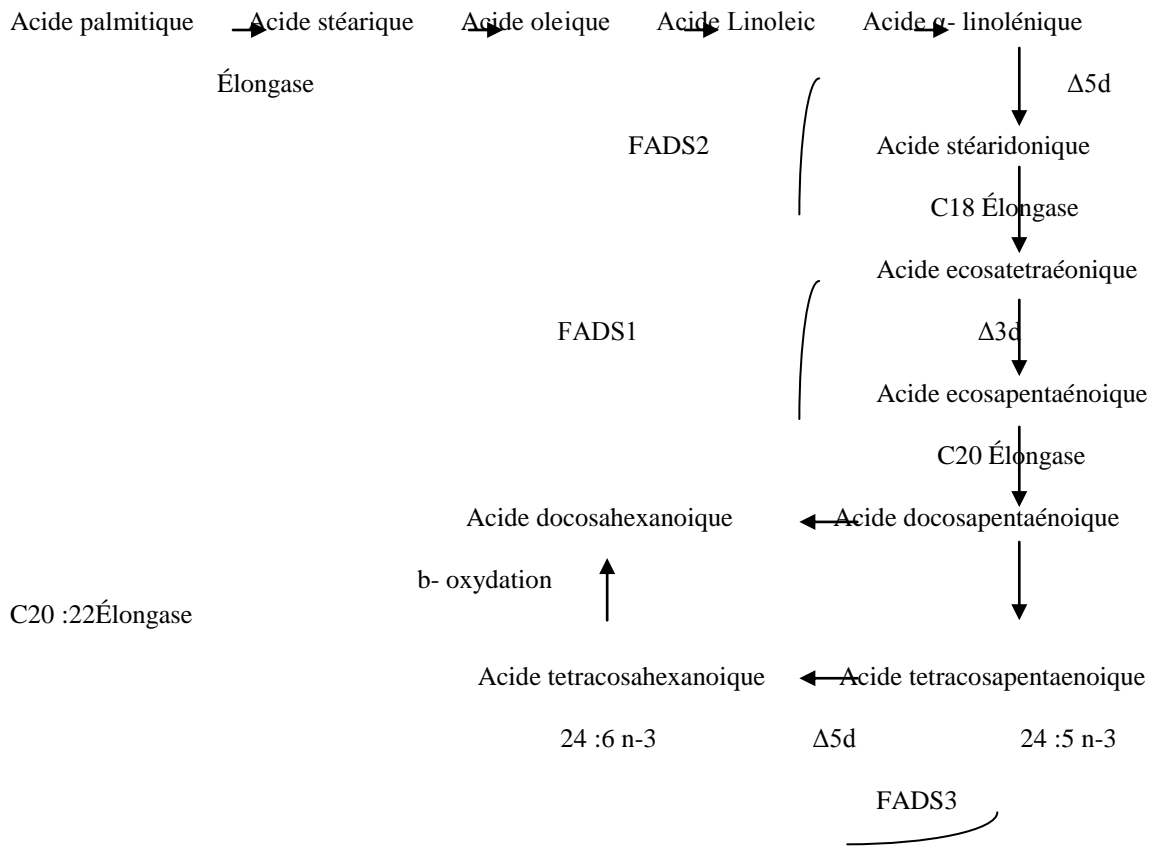 Acide palmitique Acide stéarique Acide oleique Acide Linoleic Acide α- linolénique
Élongase Δ5d
FADS2 Acide stéaridonique
C18 Élongase
Acide ecosatetraéonique
FADS1 Δ3d
Acide ecosapentaénoique
C20 Élongase
Acide docosahexanoique Acide docosapentaénoique
b- oxydation
C20 :22Élongase
Acide tetracosahexanoique Acide tetracosapentaenoique
24 :6 n-3 Δ5d 24 :5 n-3
FADS3